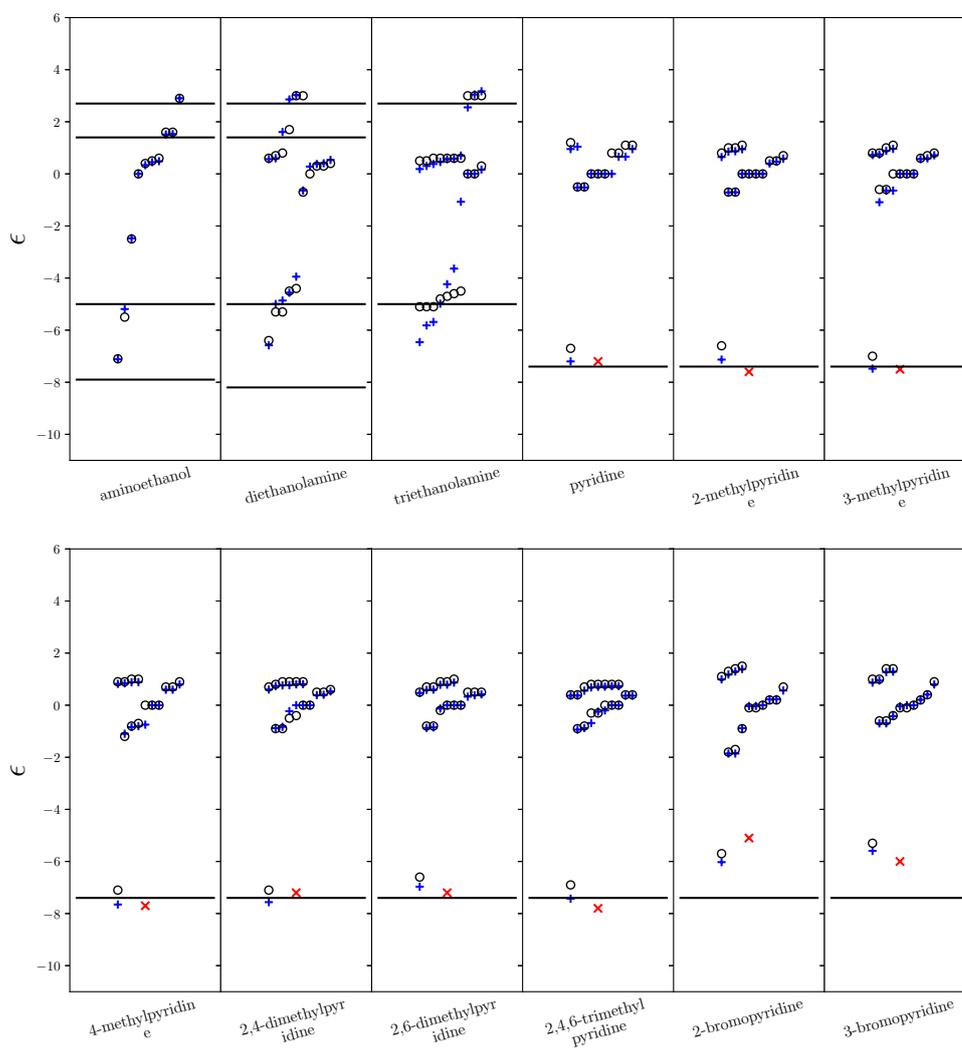 6
4
2
0
−2
−4
−6
−8
−10
ϵ
aminoethanol
diethanolamine
triethanolamine
pyridine
2-methylpyridin
e
3-methylpyridin
e
6
4
2
0
−2
−4
−6
−8
−10
ϵ
4-methylpyridin
e
2,4-dimethylpyr
idine
2,6-dimethylpyr
idine
2,4,6-trimethyl
pyridine
2-bromopyridine
3-bromopyridine